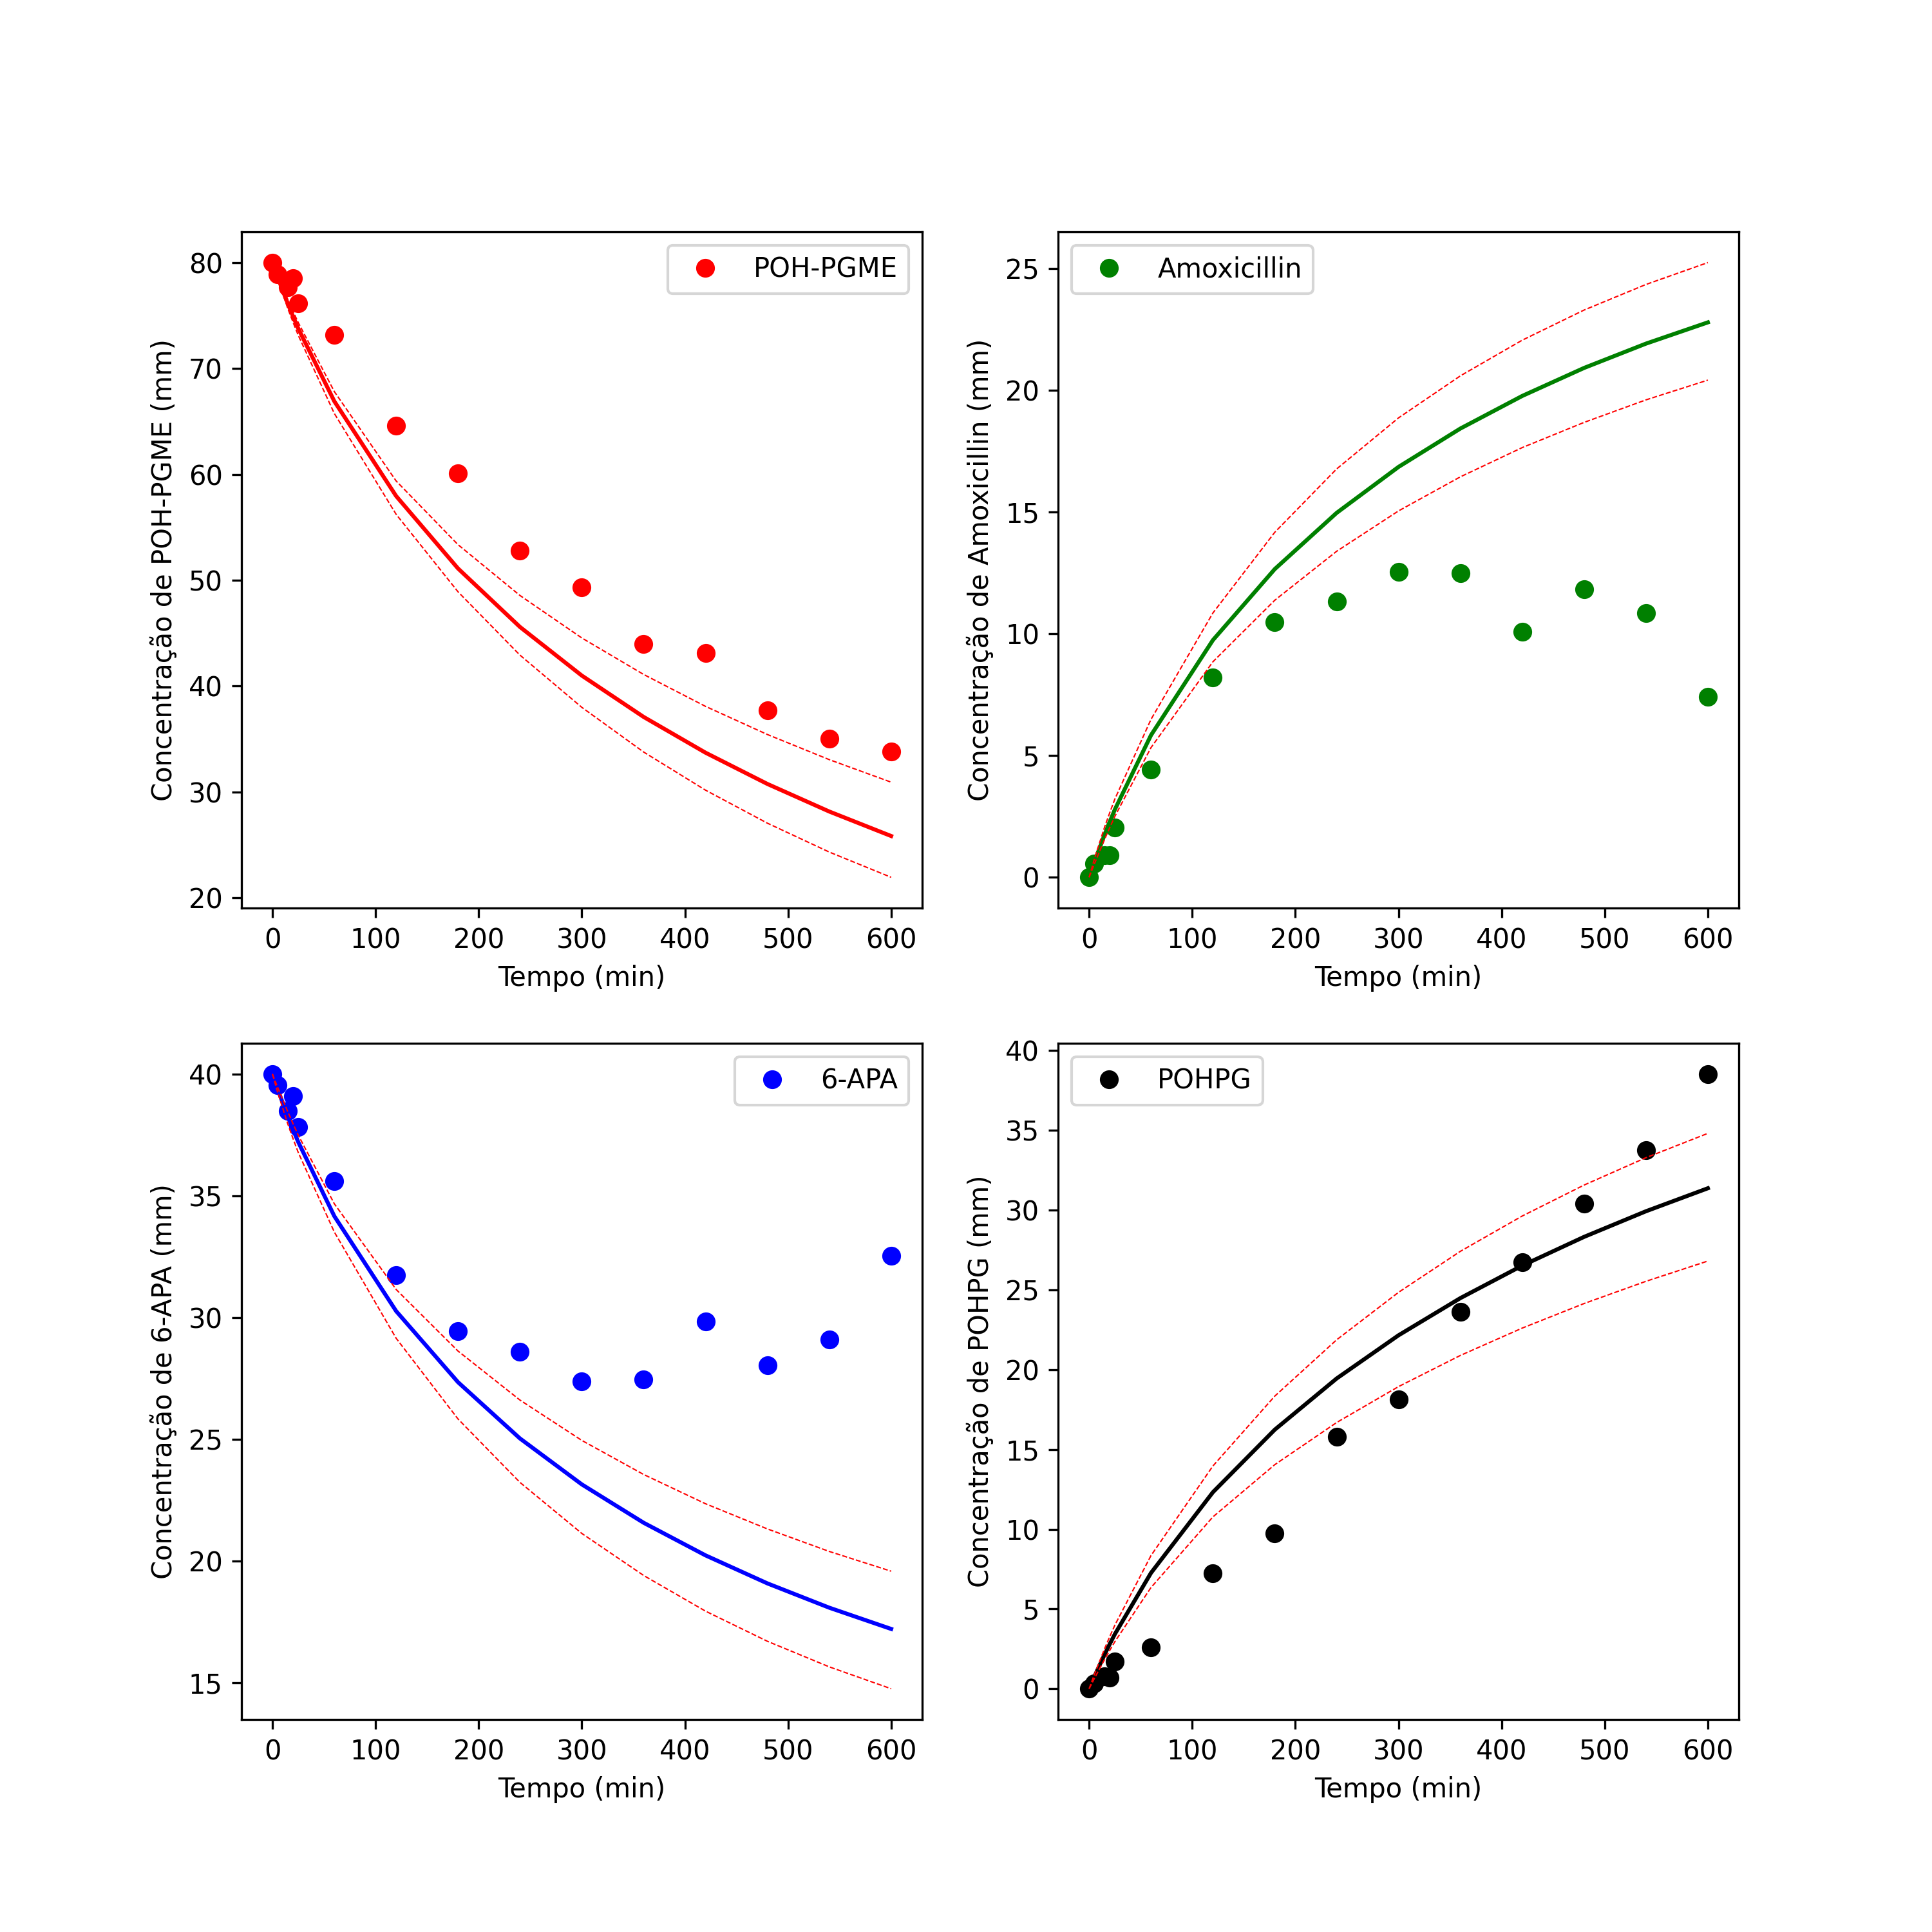 POH-PGME
Concentração de POH-PGME (mm)
80
70
60
50
40
30
20
0 100 200 300 400 500 600
Tempo (min)
Amoxicillin
Concentração de Amoxicillin (mm)
25
20
15
10
5
0
0 100 200 300 400 500 600
Tempo (min)
6-APA
Concentração de 6-APA (mm)
40
35
30
25
20
15
0 100 200 300 400 500 600
Tempo (min)
POHPG
Concentração de POHPG (mm)
40
35
30
25
20
15
10
5
0
0 100 200 300 400 500 600
Tempo (min)